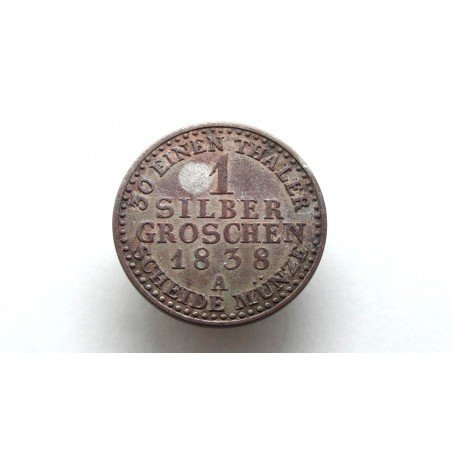 30 EINEN THALER
1
SILBER
GROSCHEN
1838
A
SCHEIDE MÜNZE